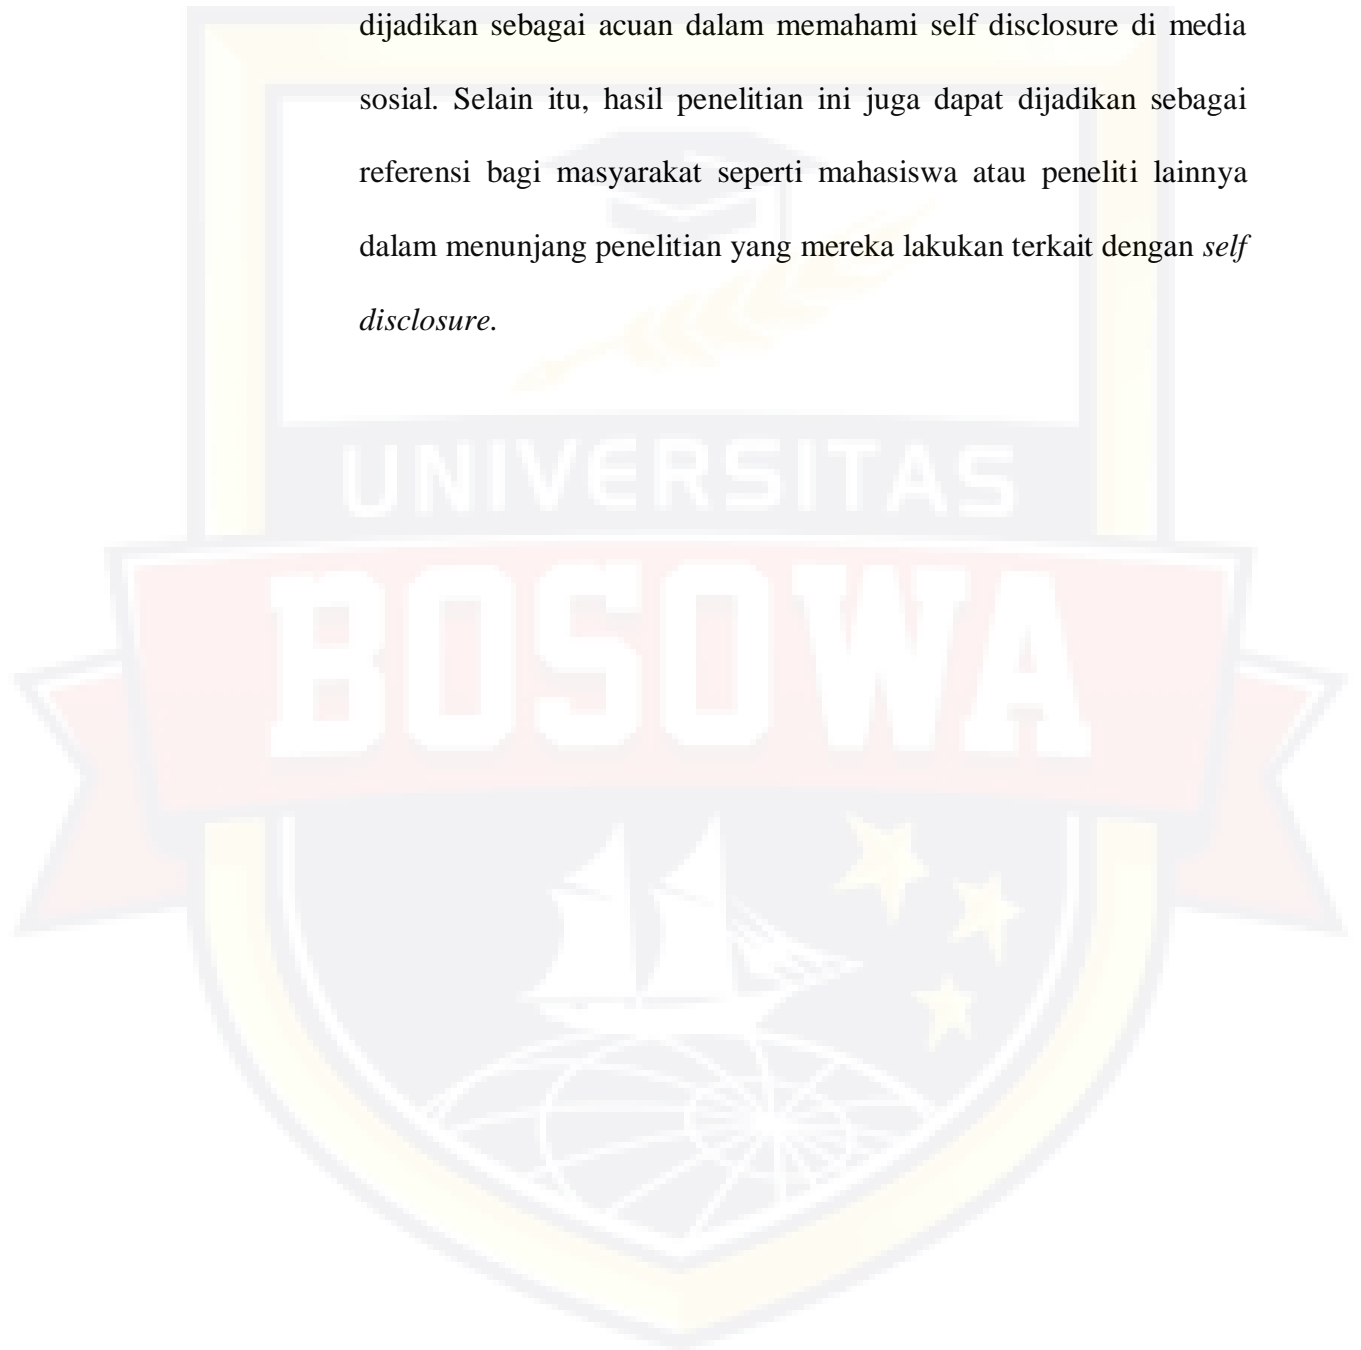 dijadikan sebagai acuan dalam memahami self disclosure di media
sosial. Selain itu, hasil penelitian ini juga dapat dijadikan sebagai
referensi bagi masyarakat seperti mahasiswa atau peneliti lainnya
dalam menunjang penelitian yang mereka lakukan terkait dengan self
disclosure.
UNIVERSITAS
BOSOWA